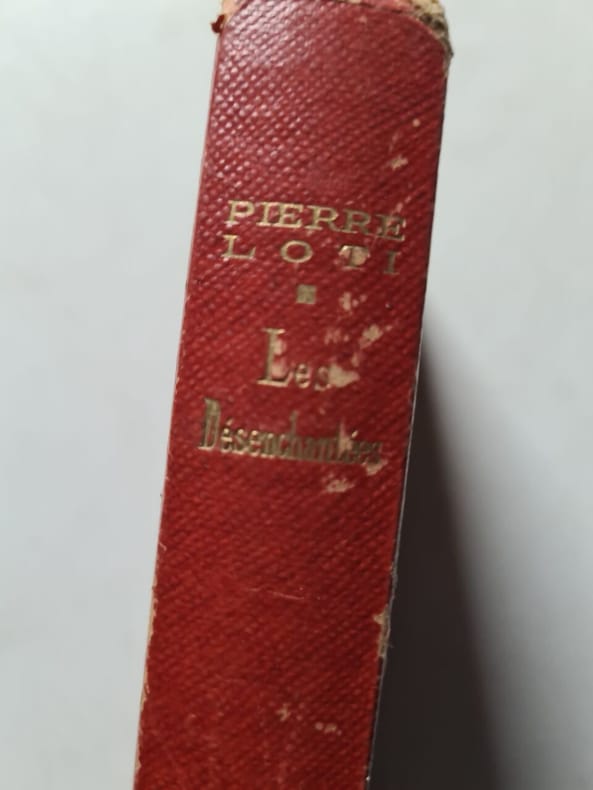 PIERRE
LOTI
Les
Désenchantées